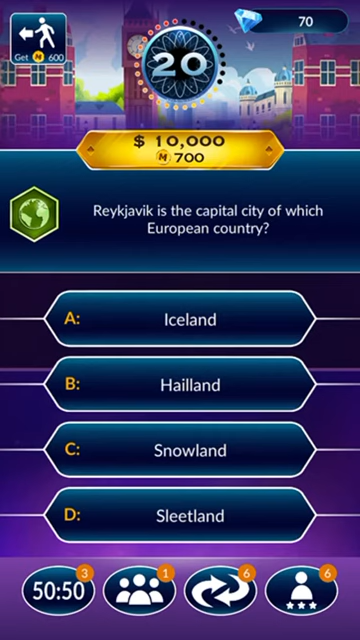 70
Get M 600
20
$ 10,000
M 700
Reykjavik is the capital city of which
European country?
A: Iceland
B: Hailland
C: Snowland
D: Sleetland
3 1 6 6
50:50